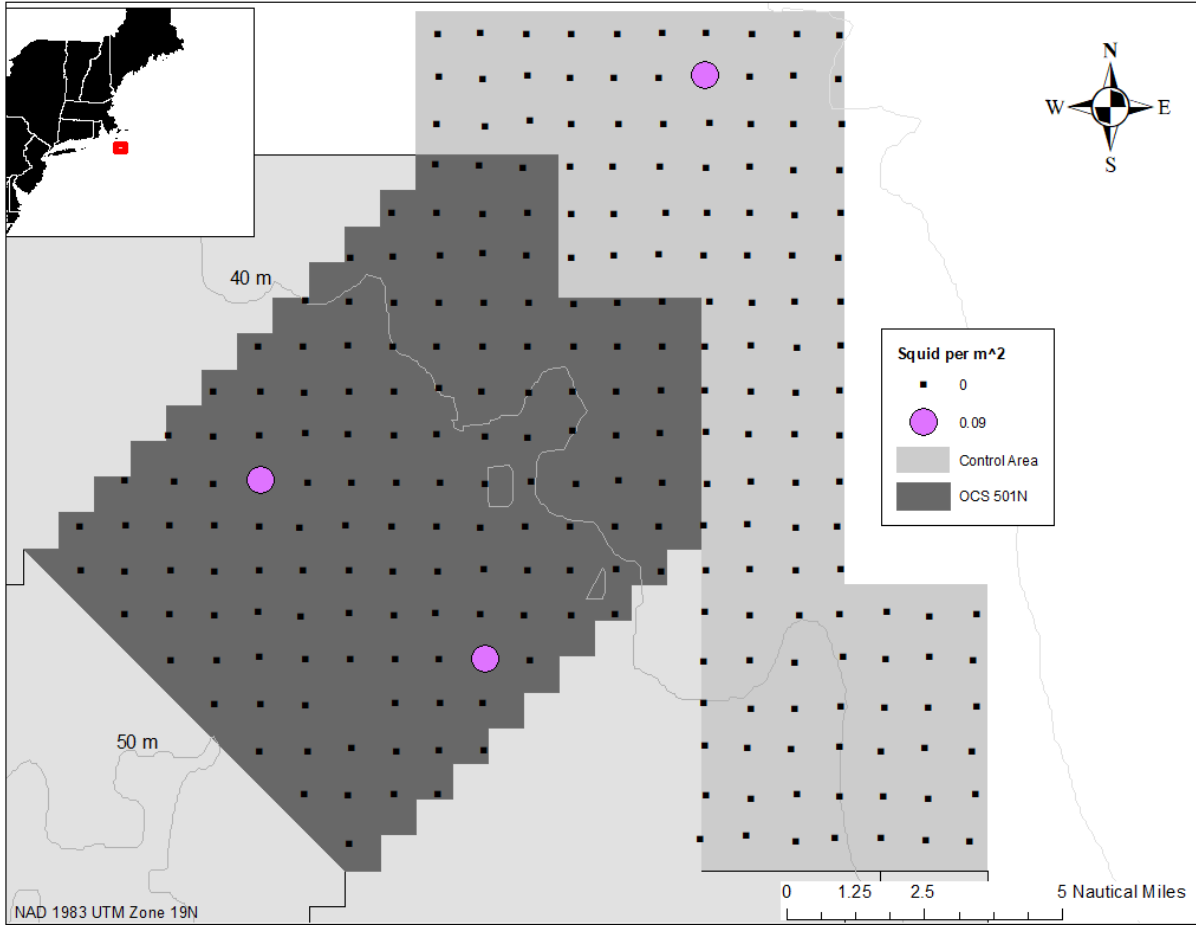 N
W E
S
40 m
Squid per m^2
0
0.09
Control Area
OCS 501N
50 m
0 1.25 2.5 5 Nautical Miles
NAD 1983 UTM Zone 19N